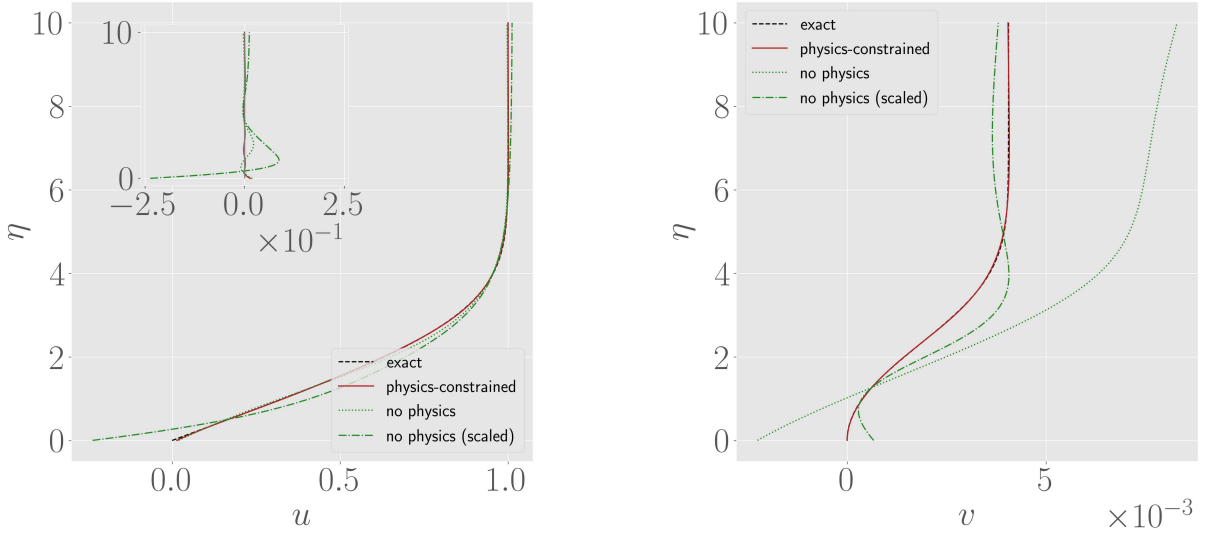 10
8
6
4
2
0
η
10
0
−2.5 0.0 2.5
×10⁻¹
exact
physics-constrained
no physics
no physics (scaled)
0.0 0.5 1.0
u
10
8
6
4
2
0
η
exact
physics-constrained
no physics
no physics (scaled)
0 5
×10⁻³
v